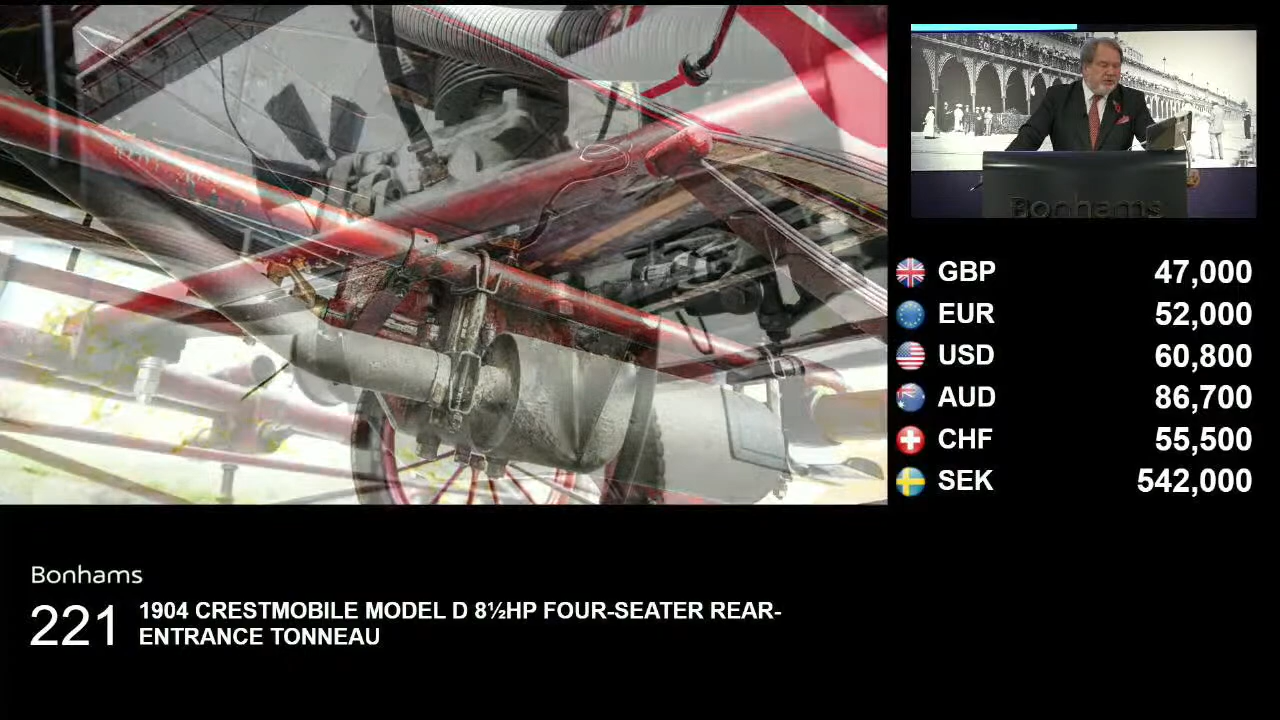 Bonhams
GBP 47,000
EUR 52,000
USD 60,800
AUD 86,700
CHF 55,500
SEK 542,000
Bonhams
221
1904 CRESTMOBILE MODEL D 8½HP FOUR-SEATER REAR-
ENTRANCE TONNEAU